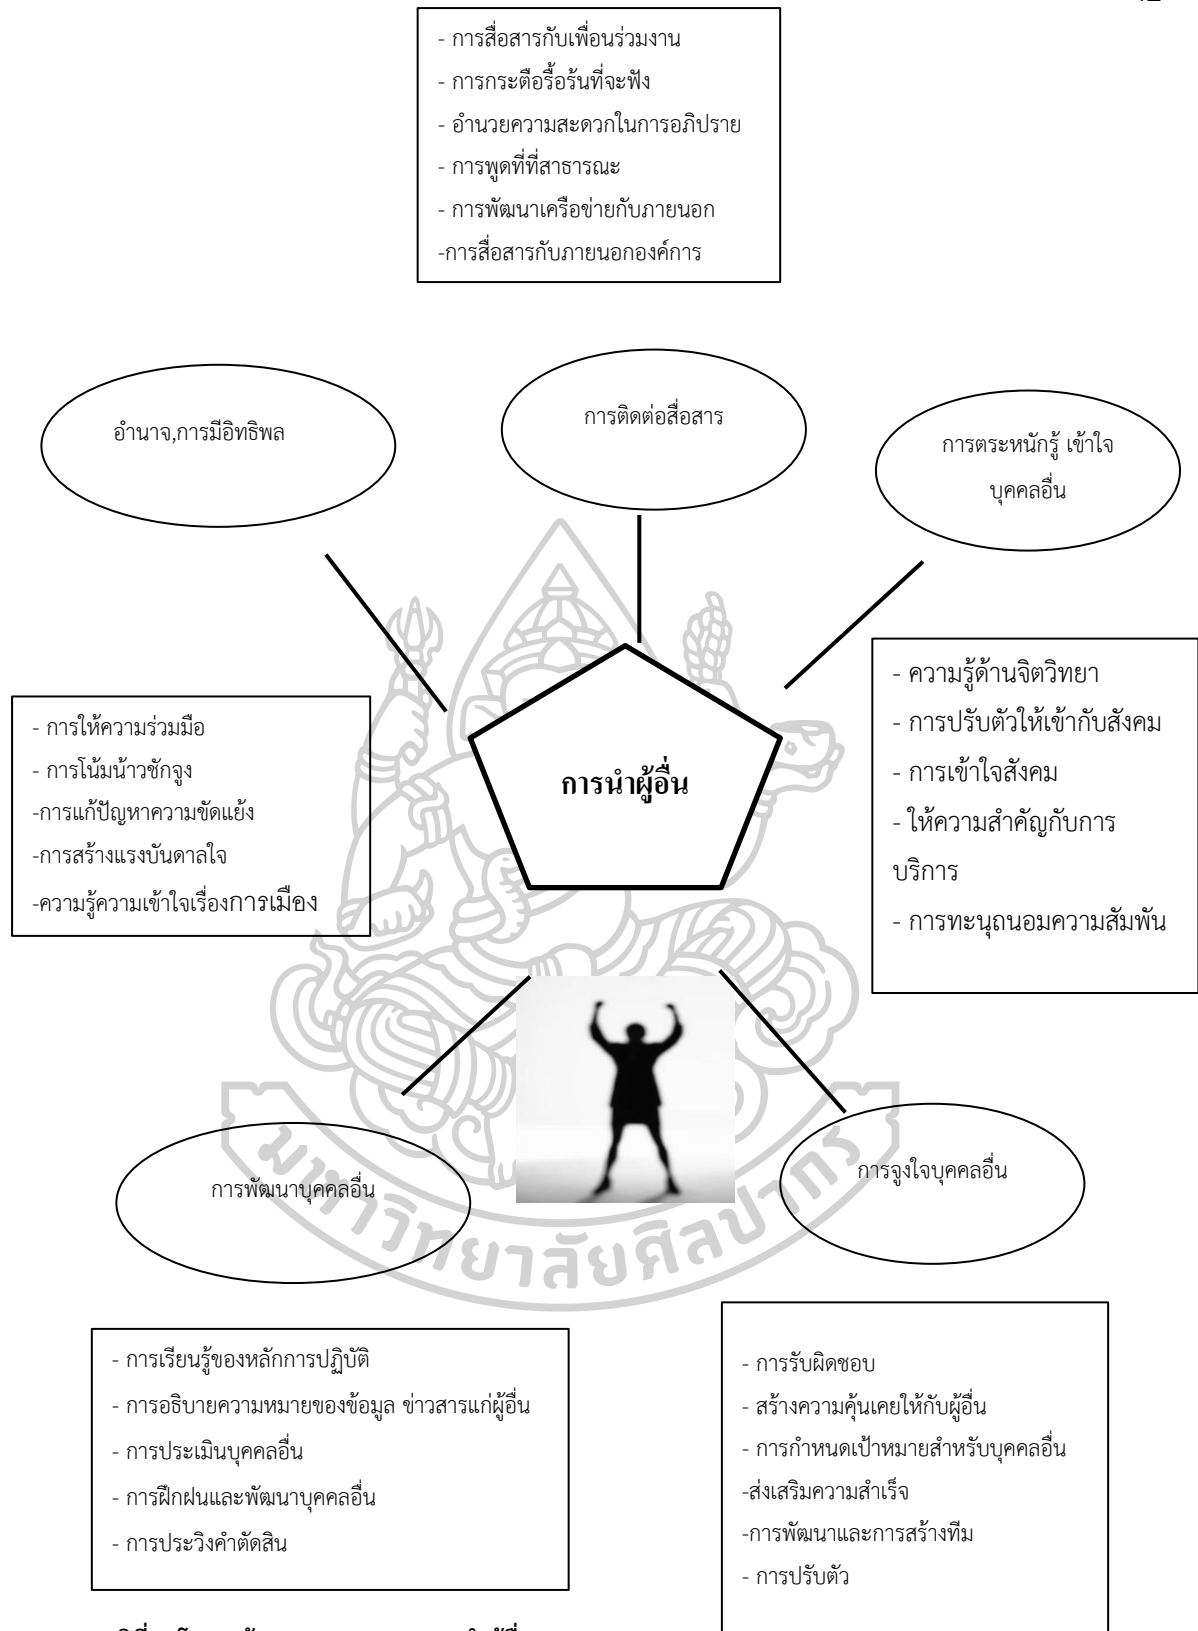 - การสื่อสารกับเพื่อนร่วมงาน
- การกระตือรื้อร้นที่จะฟัง
- อำนวยความสะดวกในการอภิปราย
- การพูดที่ที่สาธารณะ
- การพัฒนาเครือข่ายกับภายนอก
-การสื่อสารกับภายนอกองค์การ
อำนาจ,การมีอิทธิพล
การติดต่อสื่อสาร
การตระหนักรู้ เข้าใจ
บุคคลอื่น
- การให้ความร่วมมือ
- การโน้มน้าวชักจูง
-การแก้ปัญหาความขัดแย้ง
-การสร้างแรงบันดาลใจ
-ความรู้ความเข้าใจเรื่องการเมือง
การนำผู้อื่น
- ความรู้ด้านจิตวิทยา
- การปรับตัวให้เข้ากับสังคม
- การเข้าใจสังคม
- ให้ความสำคัญกับการ
บริการ
- การทะนุถนอมความสัมพัน
การพัฒนาบุคคลอื่น
การจูงใจบุคคลอื่น
มหาวิทยาลัยศิลปากร
- การเรียนรู้ของหลักการปฏิบัติ
- การอธิบายความหมายของข้อมูล ข่าวสารแก่ผู้อื่น
- การประเมินบุคคลอื่น
- การฝึกฝนและพัฒนาบุคคลอื่น
- การประวิงคำตัดสิน
- การรับผิดชอบ
- สร้างความคุ้นเคยให้กับผู้อื่น
- การกำหนดเป้าหมายสำหรับบุคคลอื่น
-ส่งเสริมความสำเร็จ
-การพัฒนาและการสร้างทีม
- การปรับตัว